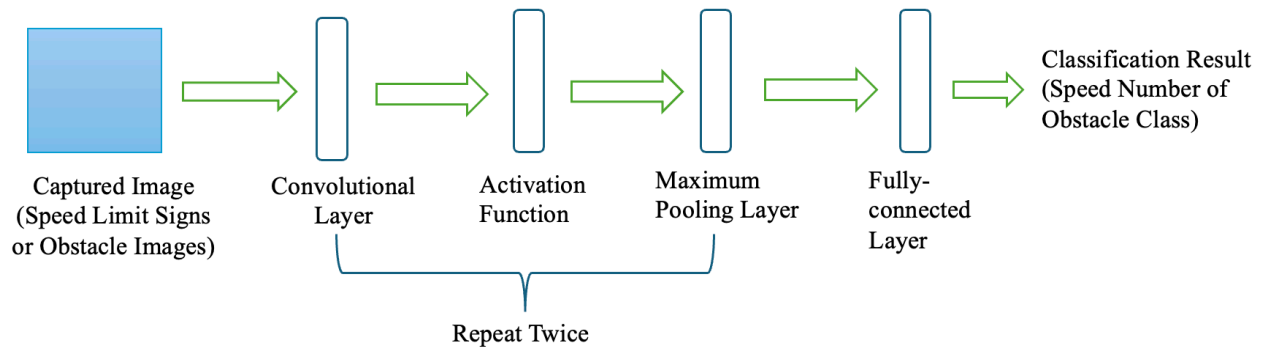 Captured Image
(Speed Limit Signs
or Obstacle Images)
Convolutional
Layer
Activation
Function
Maximum
Pooling Layer
Fully-
connected
Layer
Classification Result
(Speed Number of
Obstacle Class)
Repeat Twice